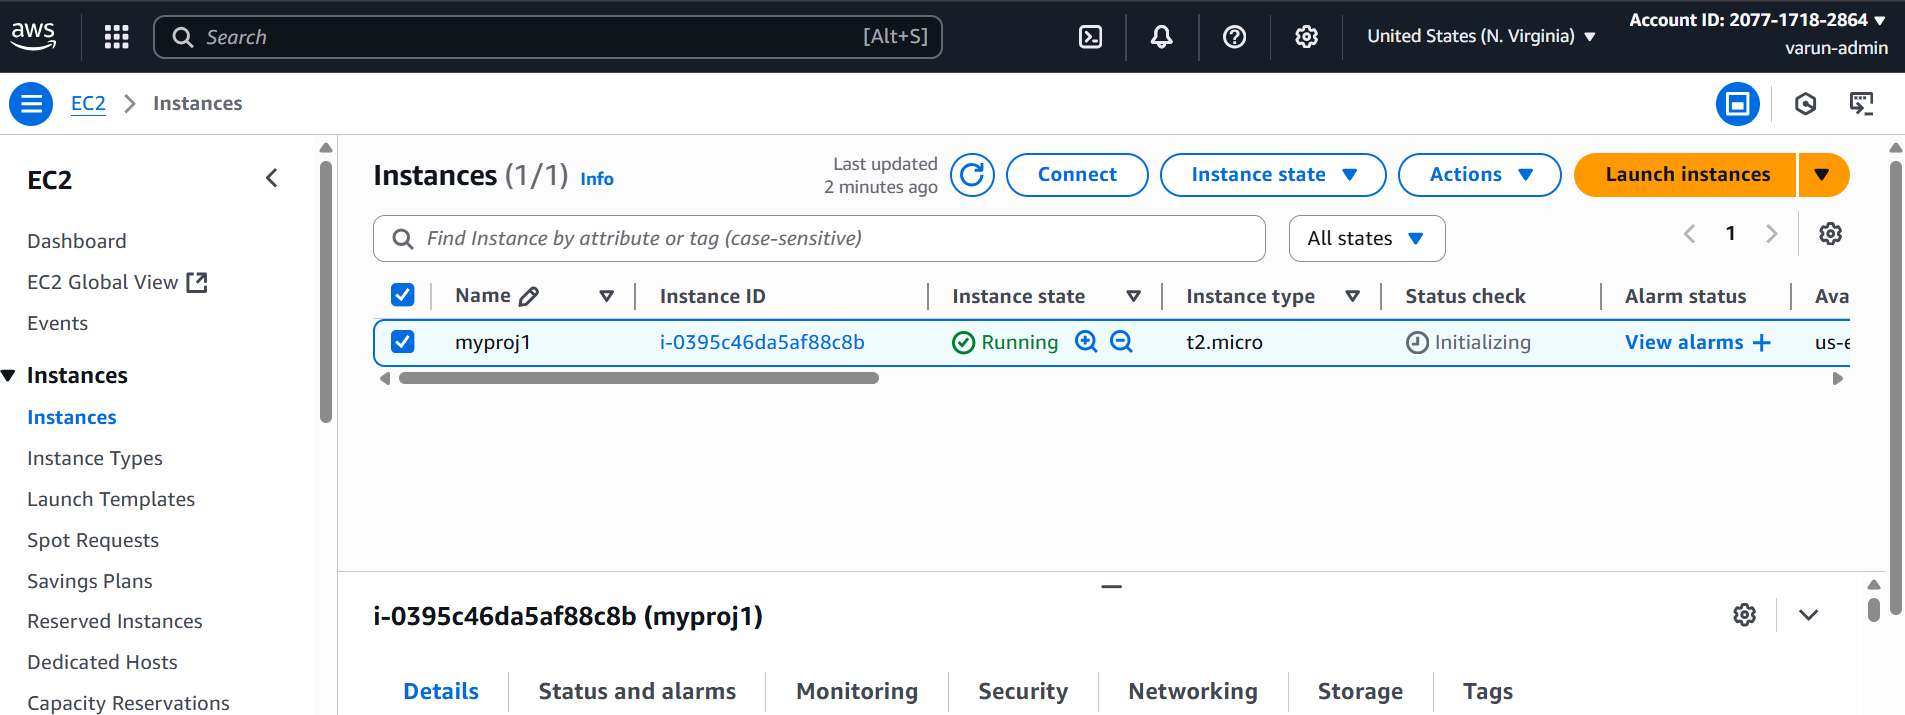 aws
Search [Alt+S]
United States (N. Virginia)
Account ID: 2077-1718-2864
varun-admin
EC2 Instances
EC2
Dashboard
EC2 Global View
Events
Instances
Instances
Instance Types
Launch Templates
Spot Requests
Savings Plans
Reserved Instances
Dedicated Hosts
Capacity Reservations
Instances (1/1) Info
Last updated
2 minutes ago
Connect
Instance state
Actions
Launch instances
Find Instance by attribute or tag (case-sensitive)
All states
1
Name Instance ID Instance state Instance type Status check Alarm status Ava
myproj1 i-0395c46da5af88c8b Running t2.micro Initializing View alarms + us-e
i-0395c46da5af88c8b (myproj1)
Details Status and alarms Monitoring Security Networking Storage Tags